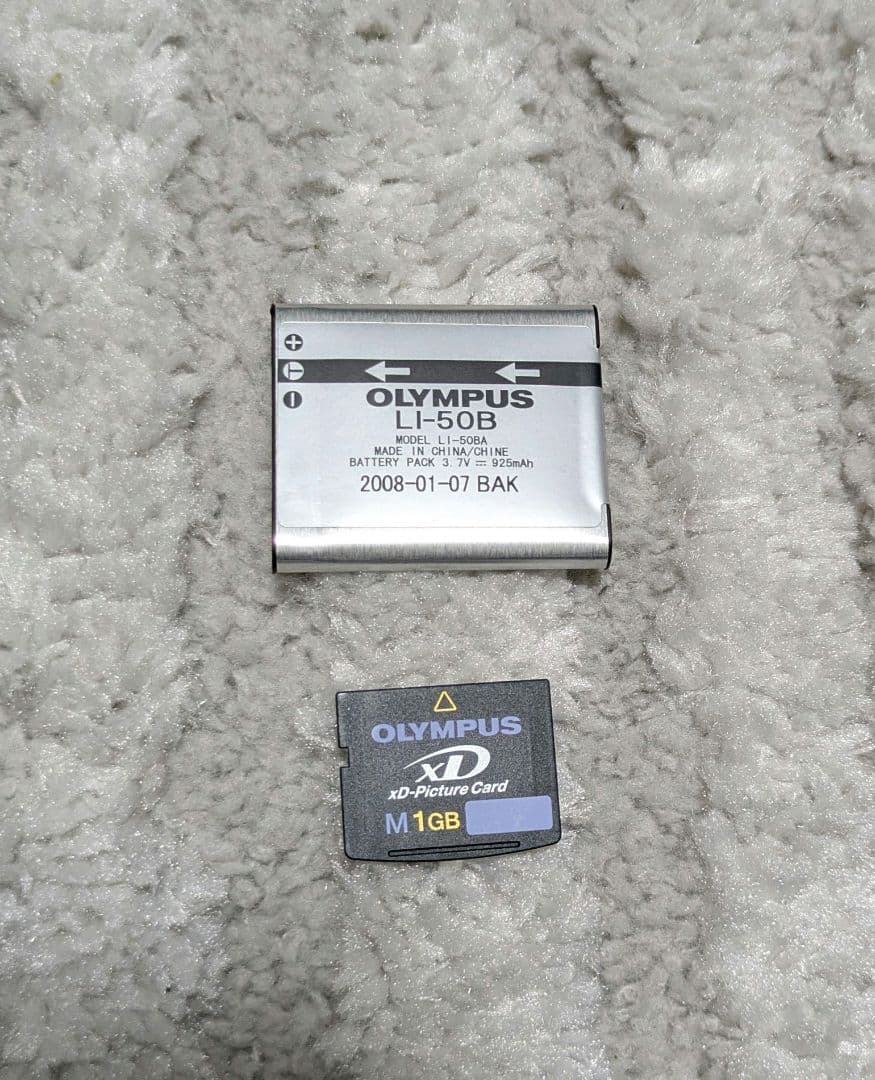 OLYMPUS
LI-50B
MODEL LI-50BA
MADE IN CHINA/CHINE
BATTERY PACK 3.7V ⎓ 925mAh
2008-01-07 BAK
OLYMPUS
xD
xD-Picture Card
M 1GB